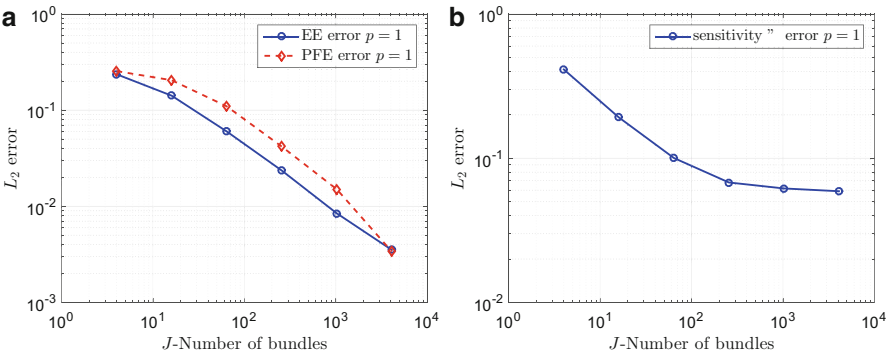 a
10^0
10^-1
10^-2
10^-3
L_2 error
EE error p = 1
PFE error p = 1
10^0 10^1 10^2 10^3 10^4
J-Number of bundles
b
10^0
10^-1
10^-2
L_2 error
sensitivity ” error p = 1
10^0 10^1 10^2 10^3 10^4
J-Number of bundles